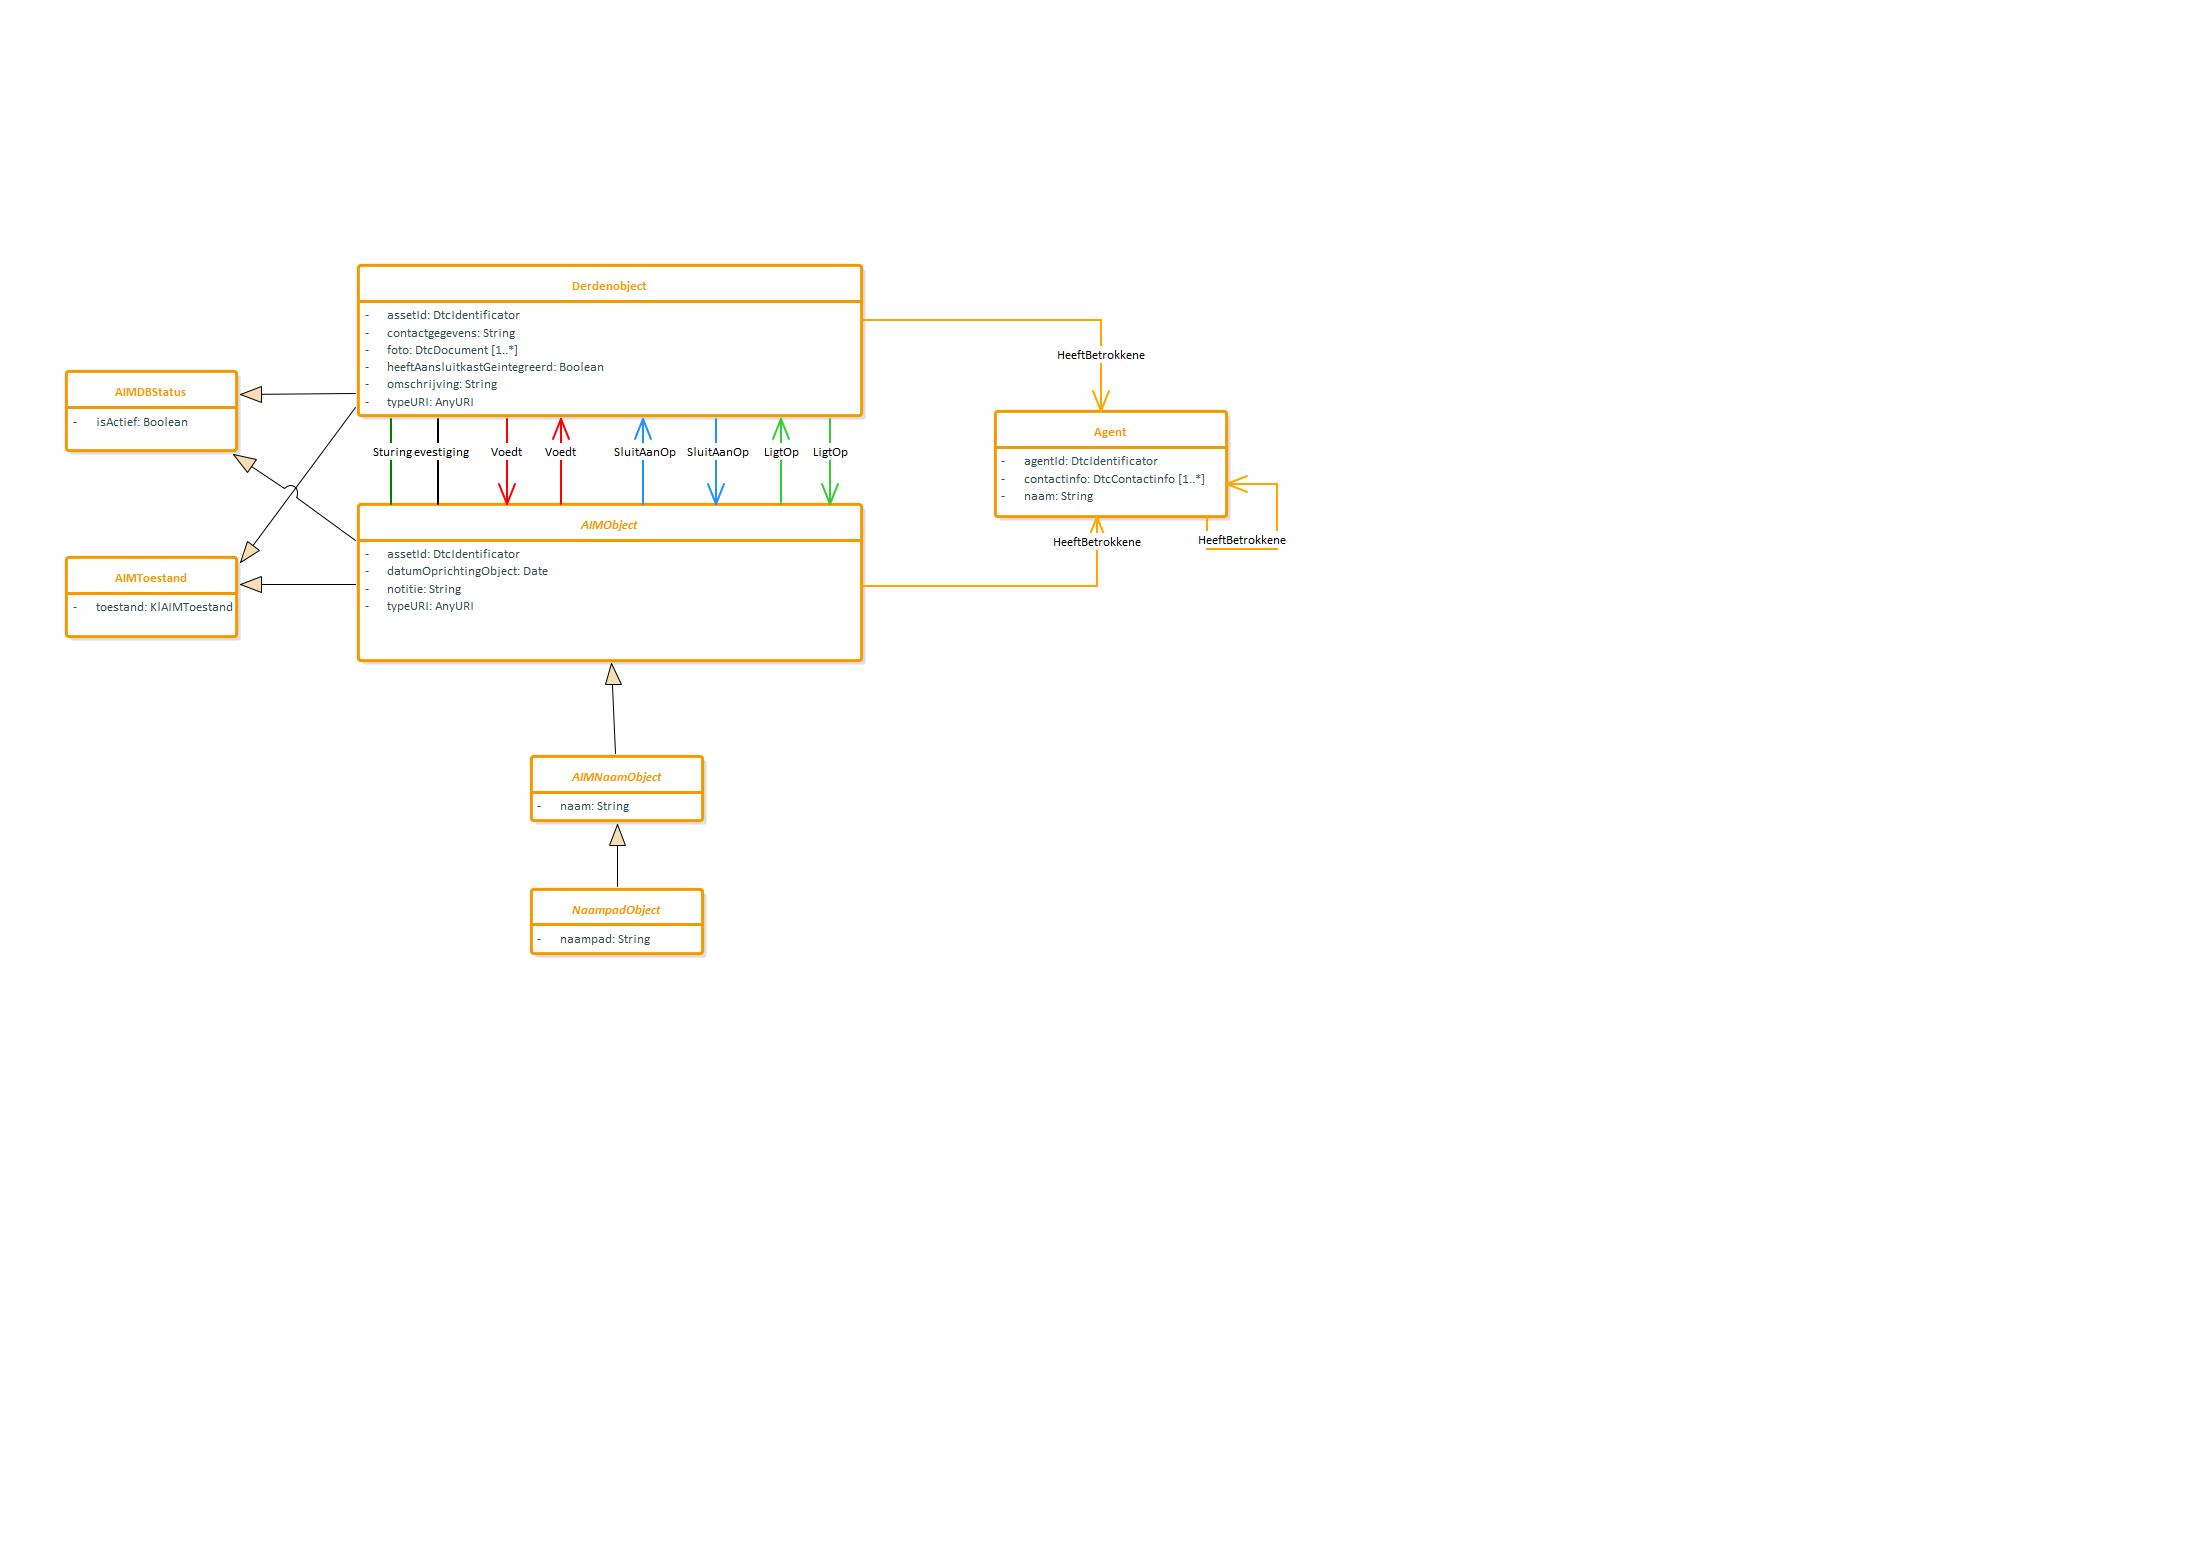 Derdenobject
- assetId: DtcIdentificator
- contactgegevens: String
- foto: DtcDocument [1..*]
- heeftAansluitkastGeintegreerd: Boolean
- omschrijving: String
- typeURI: AnyURI
HeeftBetrokkene
AIMDBStatus
- isActief: Boolean
Agent
- agentId: DtcIdentificator
- contactinfo: DtcContactinfo [1..*]
- naam: String
Sturing evestiging Voedt Voedt SluitAanOp SluitAanOp LigtOp LigtOp
AIMObject
- assetId: DtcIdentificator
- datumOprichtingObject: Date
- notitie: String
- typeURI: AnyURI
HeeftBetrokkene
HeeftBetrokkene
AIMToestand
- toestand: KlAIMToestand
AIMNaamObject
- naam: String
NaampadObject
- naampad: String